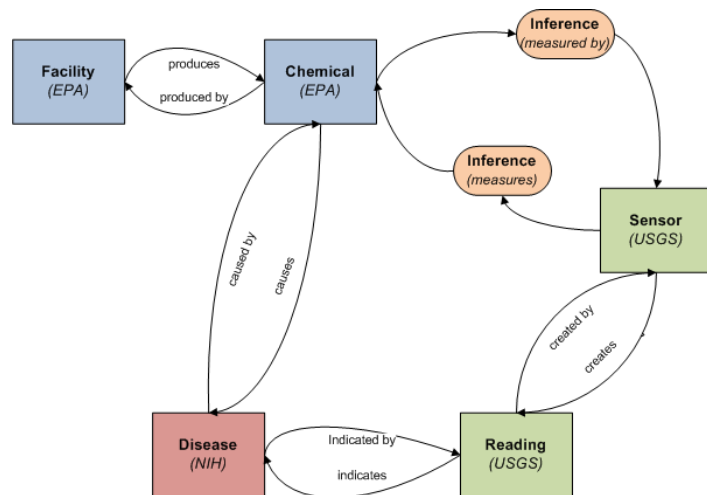 Inference
(measured by)
Facility
(EPA)
produces
produced by
Chemical
(EPA)
Inference
(measures)
Sensor
(USGS)
caused by
causes
created by
creates
Disease
(NIH)
Indicated by
indicates
Reading
(USGS)